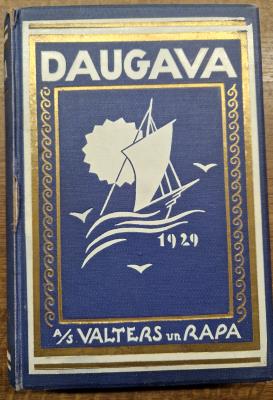 DAUGAVA
1929
A/S VALTERS un RAPA